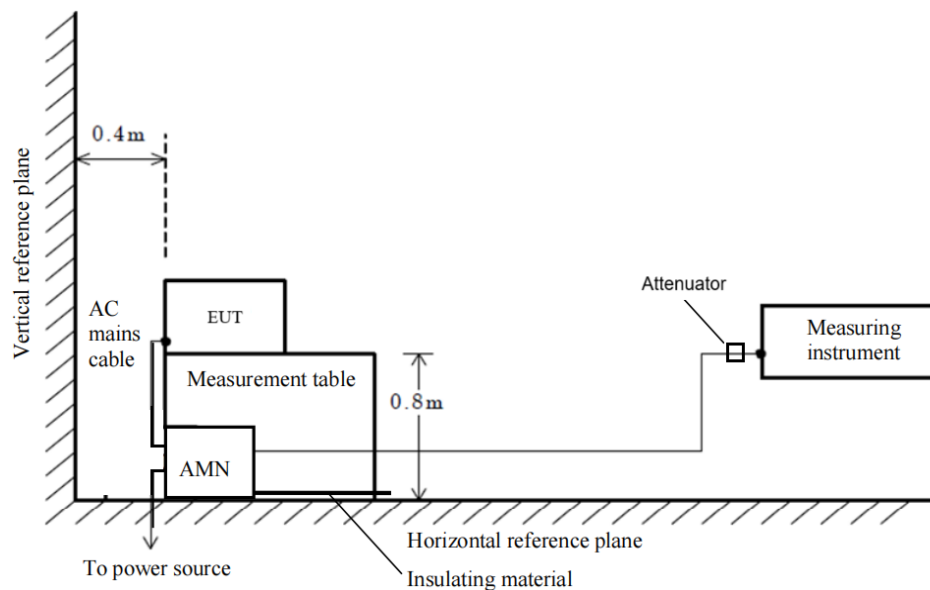 Vertical reference plane
0.4m
AC
mains
cable
EUT
Measurement table
0.8m
AMN
Attenuator
Measuring
instrument
To power source
Horizontal reference plane
Insulating material